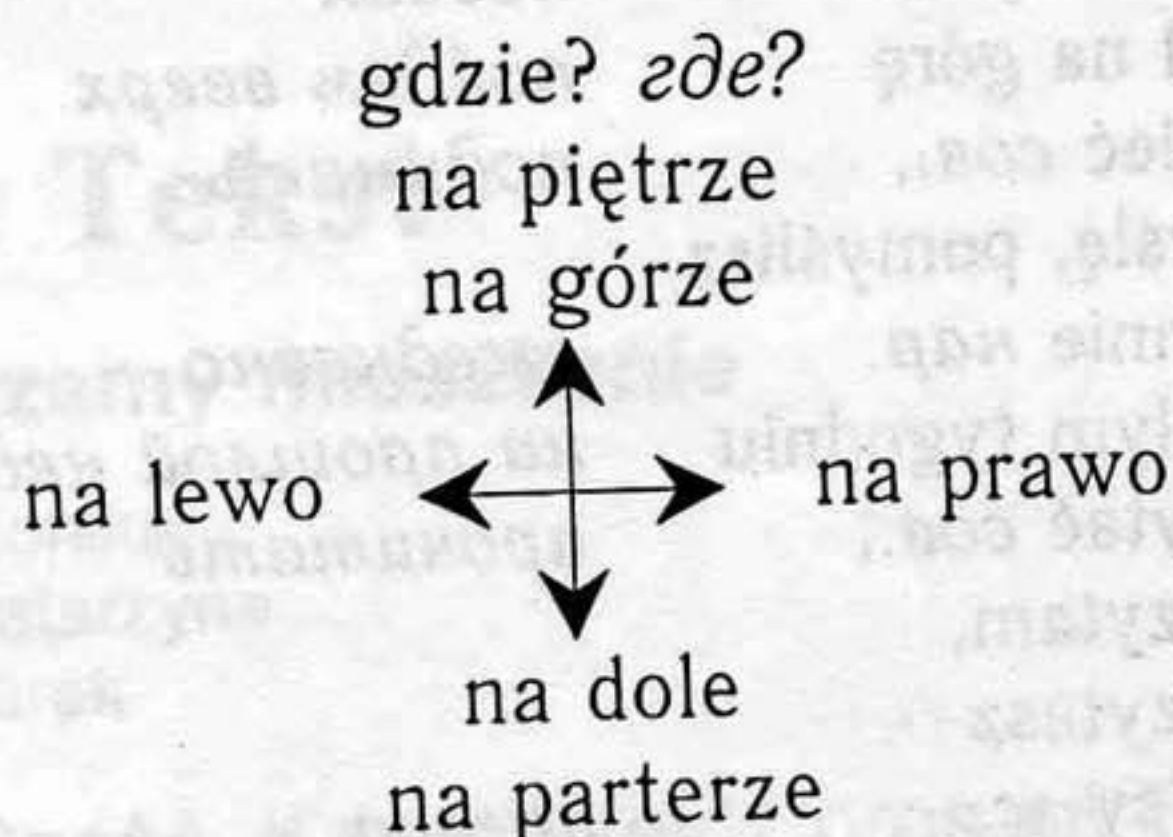 gdzie? где?
na piętrze
na górze
na lewo na prawo
na dole
na parterze